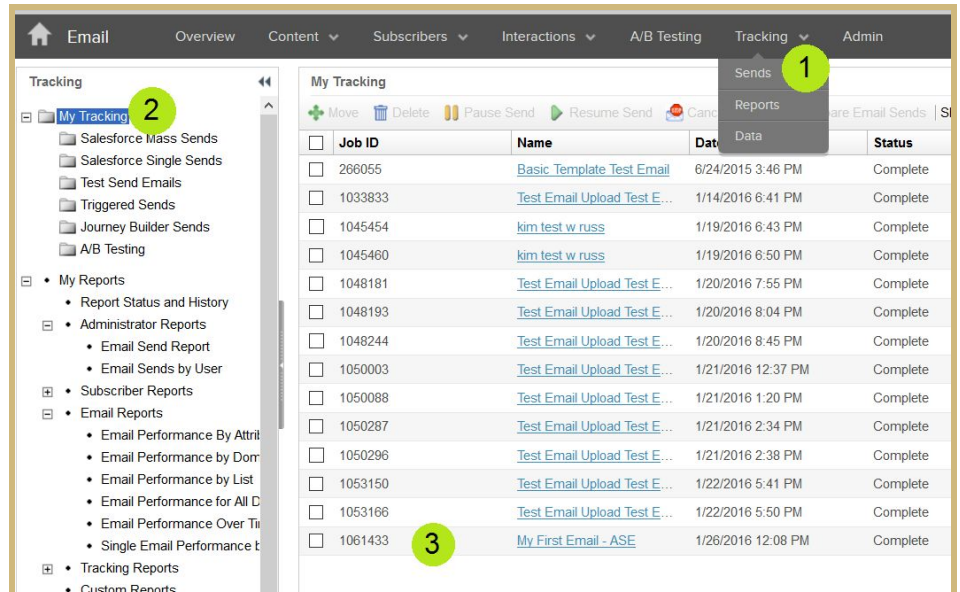 Email Overview Content Subscribers Interactions A/B Testing Tracking Admin
Sends 1
Reports
Data
Tracking
My Tracking 2
Salesforce Mass Sends
Salesforce Single Sends
Test Send Emails
Triggered Sends
Journey Builder Sends
A/B Testing
My Reports
Report Status and History
Administrator Reports
Email Send Report
Email Sends by User
Subscriber Reports
Email Reports
Email Performance By Attrib
Email Performance by Dom
Email Performance by List
Email Performance for All D
Email Performance Over Ti
Single Email Performance b
Tracking Reports
Custom Reports
My Tracking
Move Delete Pause Send Resume Send Canc are Email Sends
Job ID Name Dat Status
266055 Basic Template Test Email 6/24/2015 3:46 PM Complete
1033833 Test Email Upload Test E... 1/14/2016 6:41 PM Complete
1045454 kim test w russ 1/19/2016 6:43 PM Complete
1045460 kim test w russ 1/19/2016 6:50 PM Complete
1048181 Test Email Upload Test E... 1/20/2016 7:55 PM Complete
1048193 Test Email Upload Test E... 1/20/2016 8:04 PM Complete
1048244 Test Email Upload Test E... 1/20/2016 8:45 PM Complete
1050003 Test Email Upload Test E... 1/21/2016 12:37 PM Complete
1050088 Test Email Upload Test E... 1/21/2016 1:20 PM Complete
1050287 Test Email Upload Test E... 1/21/2016 2:34 PM Complete
1050296 Test Email Upload Test E... 1/21/2016 2:38 PM Complete
1053150 Test Email Upload Test E... 1/22/2016 5:41 PM Complete
1053166 Test Email Upload Test E... 1/22/2016 5:50 PM Complete
1061433 3 My First Email - ASE 1/26/2016 12:08 PM Complete